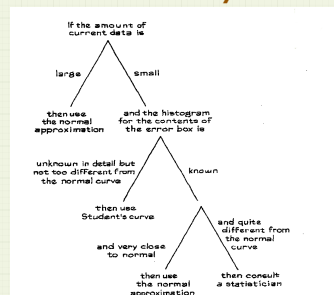 If the amount of
current data is
large
small
then use
the normal
approximation
and the histogram
for the contents of
the error box is
unknown in detail but
not too different from
the normal curve
known
then use
Student's curve
and quite
different from
the normal
curve
and very close
to normal
then use
the normal
approximation
then consult
a statistician